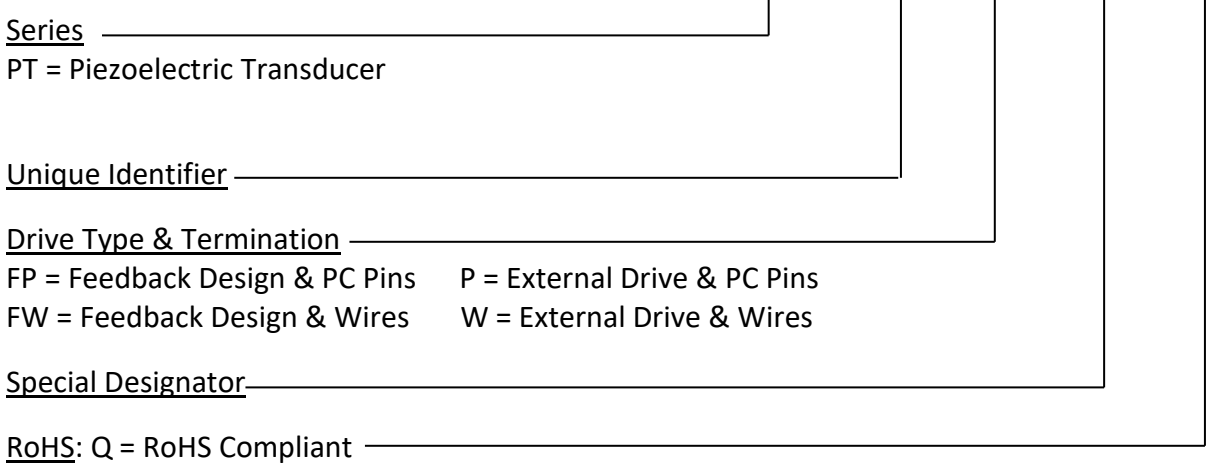 Series
PT = Piezoelectric Transducer
Unique Identifier
Drive Type & Termination
FP = Feedback Design & PC Pins P = External Drive & PC Pins
FW = Feedback Design & Wires W = External Drive & Wires
Special Designator
RoHS: Q = RoHS Compliant